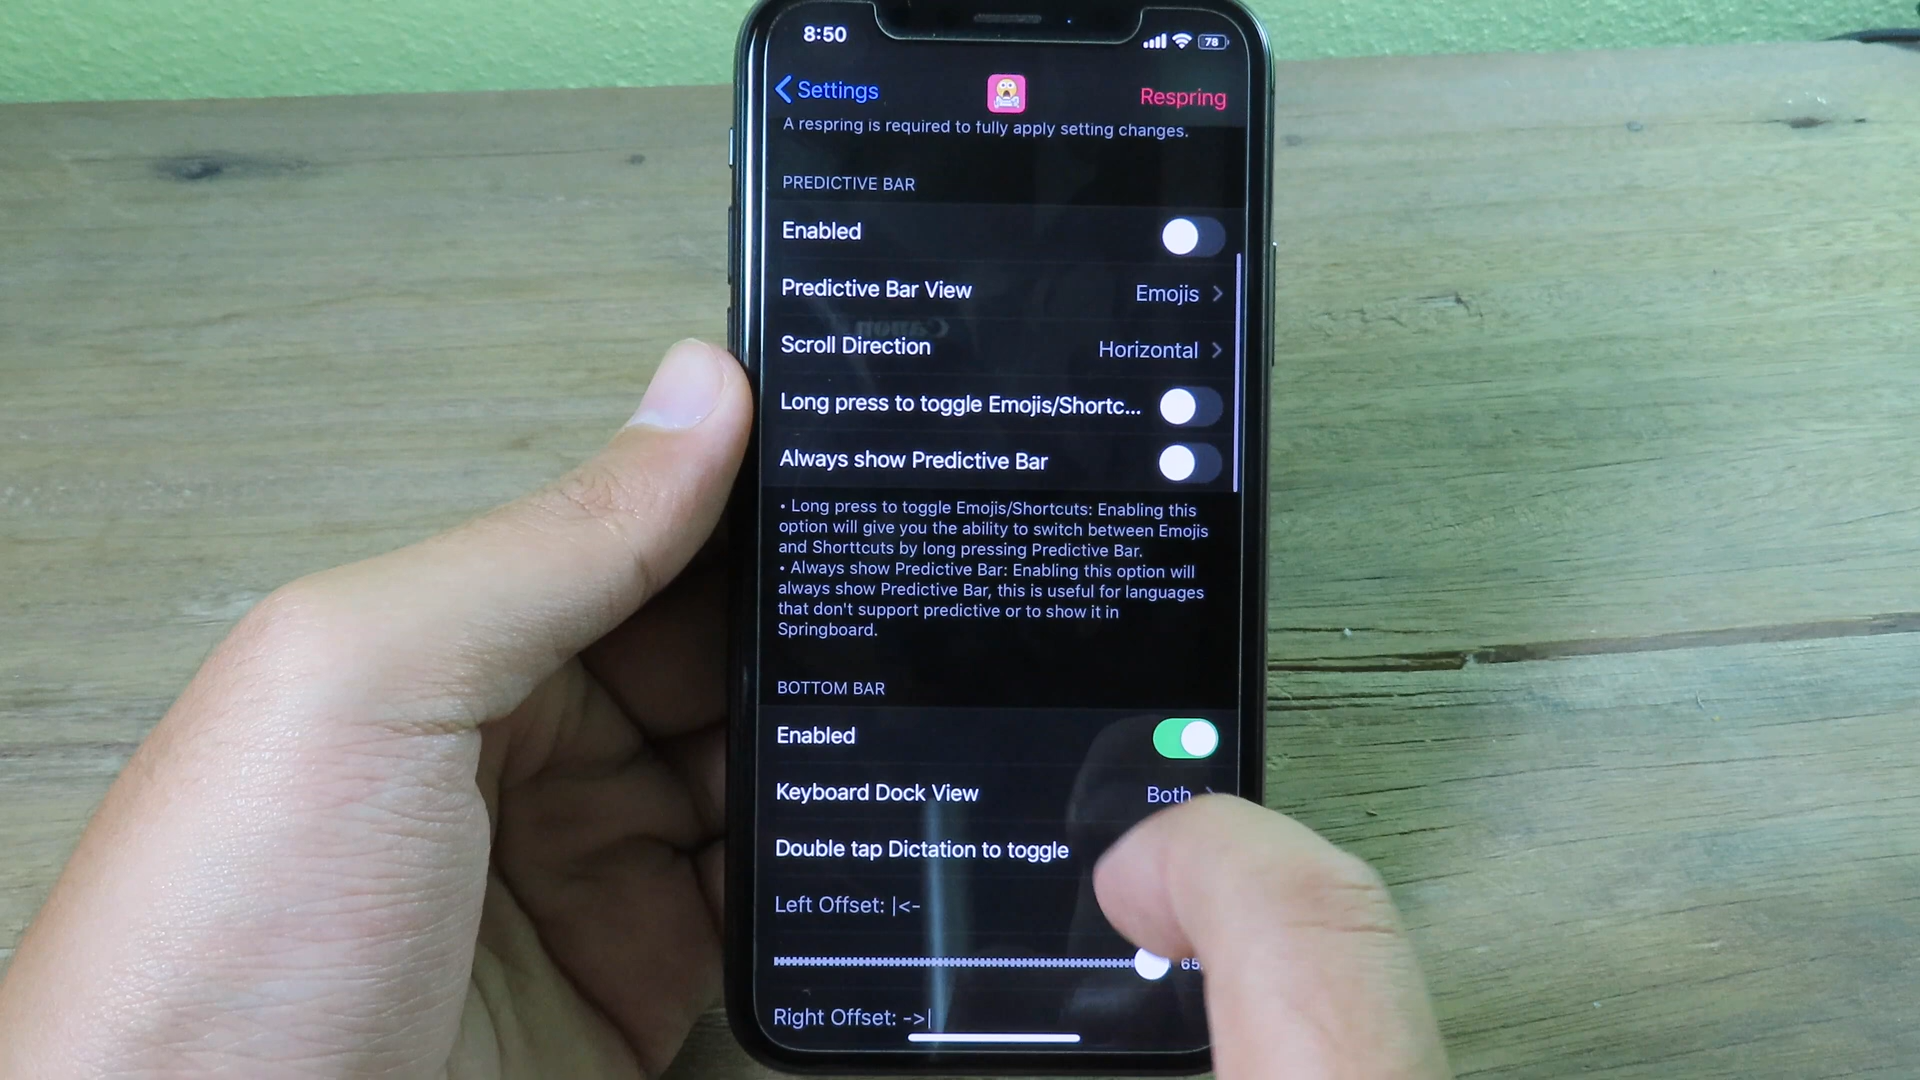 8:50
78
Settings
Respring
A respring is required to fully apply setting changes.
PREDICTIVE BAR
Enabled
Predictive Bar View
Emojis
Scroll Direction
Horizontal
Long press to toggle Emojis/Shortc...
Always show Predictive Bar
• Long press to toggle Emojis/Shortcuts: Enabling this
option will give you the ability to switch between Emojis
and Shorttcuts by long pressing Predictive Bar.
• Always show Predictive Bar: Enabling this option will
always show Predictive Bar, this is useful for languages
that don't support predictive or to show it in
Springboard.
BOTTOM BAR
Enabled
Keyboard Dock View
Both
Double tap Dictation to toggle
Left Offset: |<-
65.
Right Offset: ->|
Canon